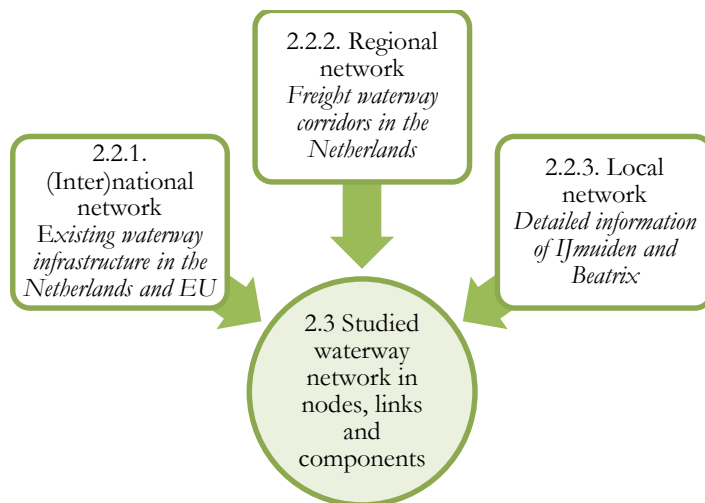 2.2.1.
(Inter)national
network
Existing waterway
infrastructure in the
Netherlands and EU
2.2.2. Regional
network
Freight waterway
corridors in the
Netherlands
2.2.3. Local
network
Detailed information
of IJmuiden and
Beatrix
2.3 Studied
waterway
network in
nodes, links
and
components